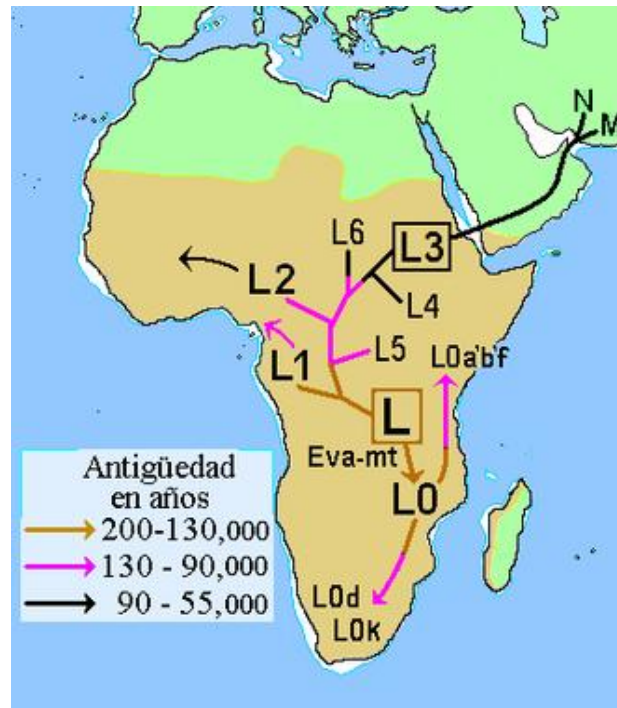 N
M
L6
L3
L2
L4
L5
L0a'b'f
L1
L
Eva-mt
L0
Antigüedad
en años
200-130,000
130 - 90,000
90 - 55,000
L0d
L0k